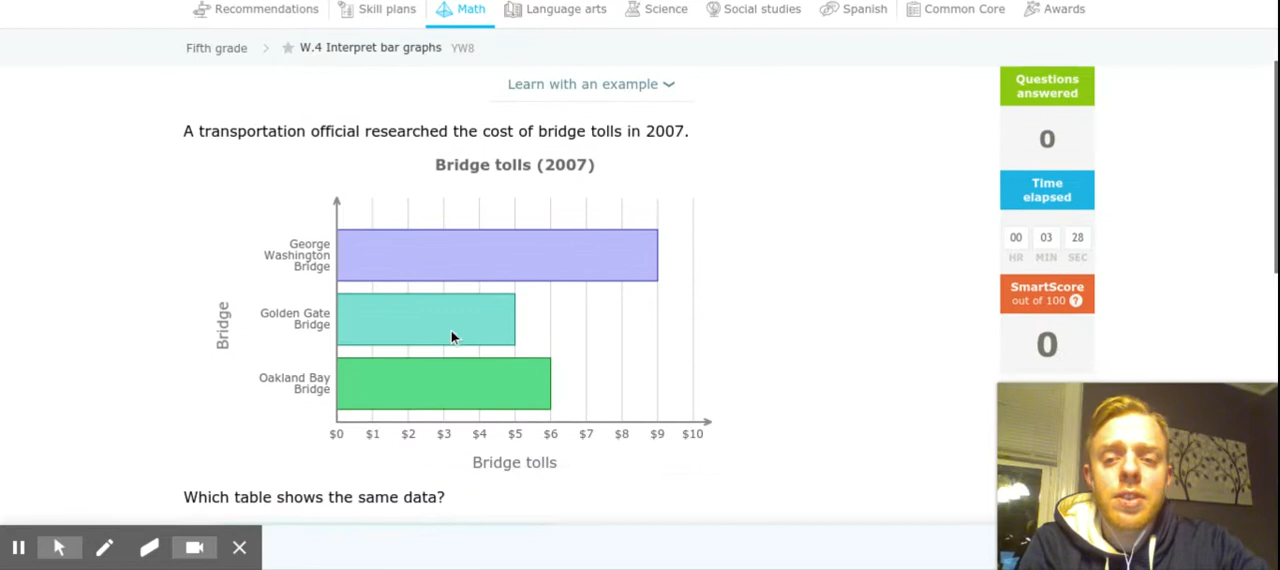 Recommendations Skill plans Math Language arts Science Social studies Spanish Common Core Awards
Fifth grade > W.4 Interpret bar graphs YW8
Learn with an example
Questions answered
0
Time elapsed
00 03 28
HR MIN SEC
SmartScore
out of 100 ?
0
A transportation official researched the cost of bridge tolls in 2007.
Bridge tolls (2007)
Bridge
George
Washington
Bridge
Golden Gate
Bridge
Oakland Bay
Bridge
$0 $1 $2 $3 $4 $5 $6 $7 $8 $9 $10
Bridge tolls
Which table shows the same data?